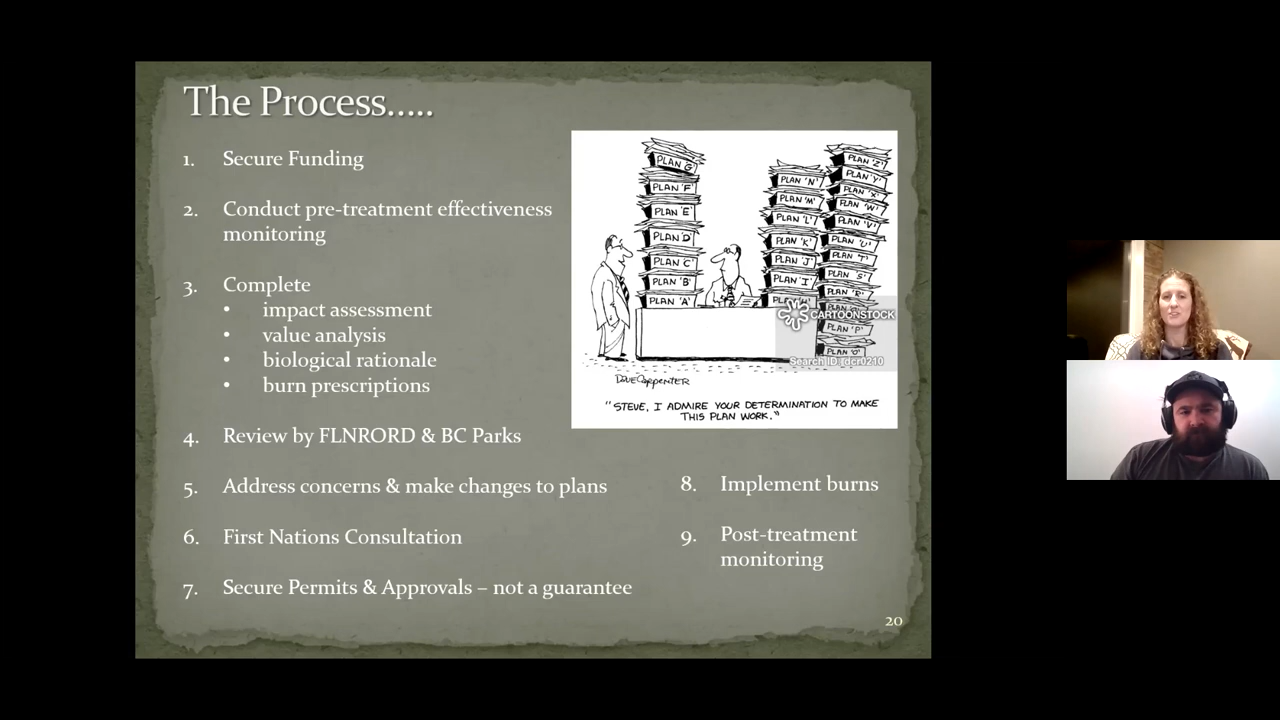 The Process.....
1. Secure Funding
2. Conduct pre-treatment effectiveness
monitoring
3. Complete
• impact assessment
• value analysis
• biological rationale
• burn prescriptions
4. Review by FLNRORD & BC Parks
5. Address concerns & make changes to plans
6. First Nations Consultation
7. Secure Permits & Approvals – not a guarantee
PLAN G
PLAN 'F'
PLAN 'E'
PLAN D
PLAN C
PLAN 'B'
PLAN 'A'
PLAN 'N'
PLAN 'M'
PLAN 'L'
PLAN 'K'
PLAN 'J'
PLAN 'I'
PLAN 'Z'
PLAN 'Y'
PLAN 'W'
PLAN 'V'
PLAN 'U'
PLAN 'T'
PLAN 'S'
PLAN 'P'
PLAN 'O'
CARTOONSTOCK
Search ID: dcr0210
DAVE CARPENTER
"STEVE, I ADMIRE YOUR DETERMINATION TO MAKE
THIS PLAN WORK."
8. Implement burns
9. Post-treatment
monitoring
20